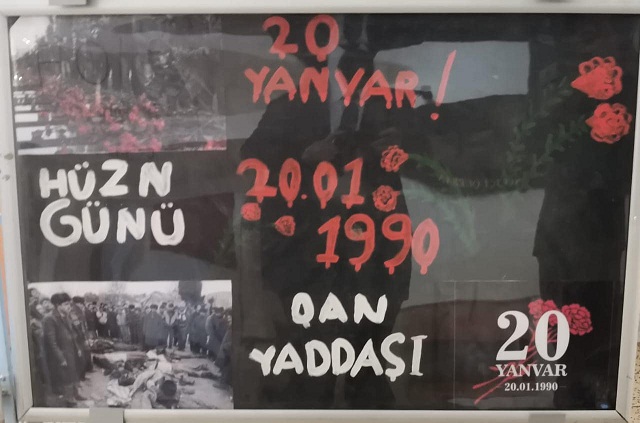 20
YANVAR!
HÜZN
GÜNÜ
20.01
1990
QAN
YADDAŞI
20
YANVAR
20.01.1990